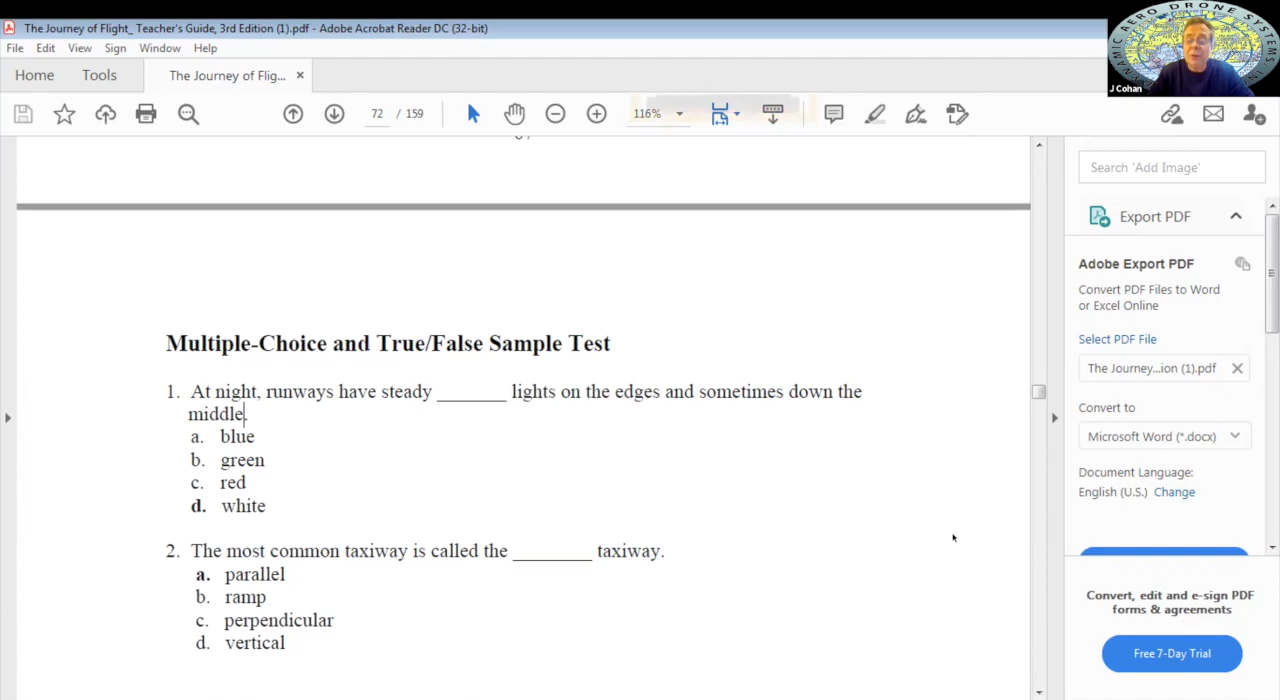 The Journey of Flight_ Teacher's Guide, 3rd Edition (1).pdf - Adobe Acrobat Reader DC (32-bit)
File Edit View Sign Window Help
Home Tools The Journey of Flig... ×
72 / 159 116%
AERO DRONE SYSTEMS
J Cohan
Search 'Add Image'
Export PDF
Adobe Export PDF
Convert PDF Files to Word
or Excel Online
Select PDF File
The Journey...ion (1).pdf
Convert to
Microsoft Word (*.docx)
Document Language:
English (U.S.) Change
Convert, edit and e-sign PDF
forms & agreements
Free 7-Day Trial
Multiple-Choice and True/False Sample Test
1. At night, runways have steady _______ lights on the edges and sometimes down the
middle.
a. blue
b. green
c. red
d. white
2. The most common taxiway is called the ________ taxiway.
a. parallel
b. ramp
c. perpendicular
d. vertical